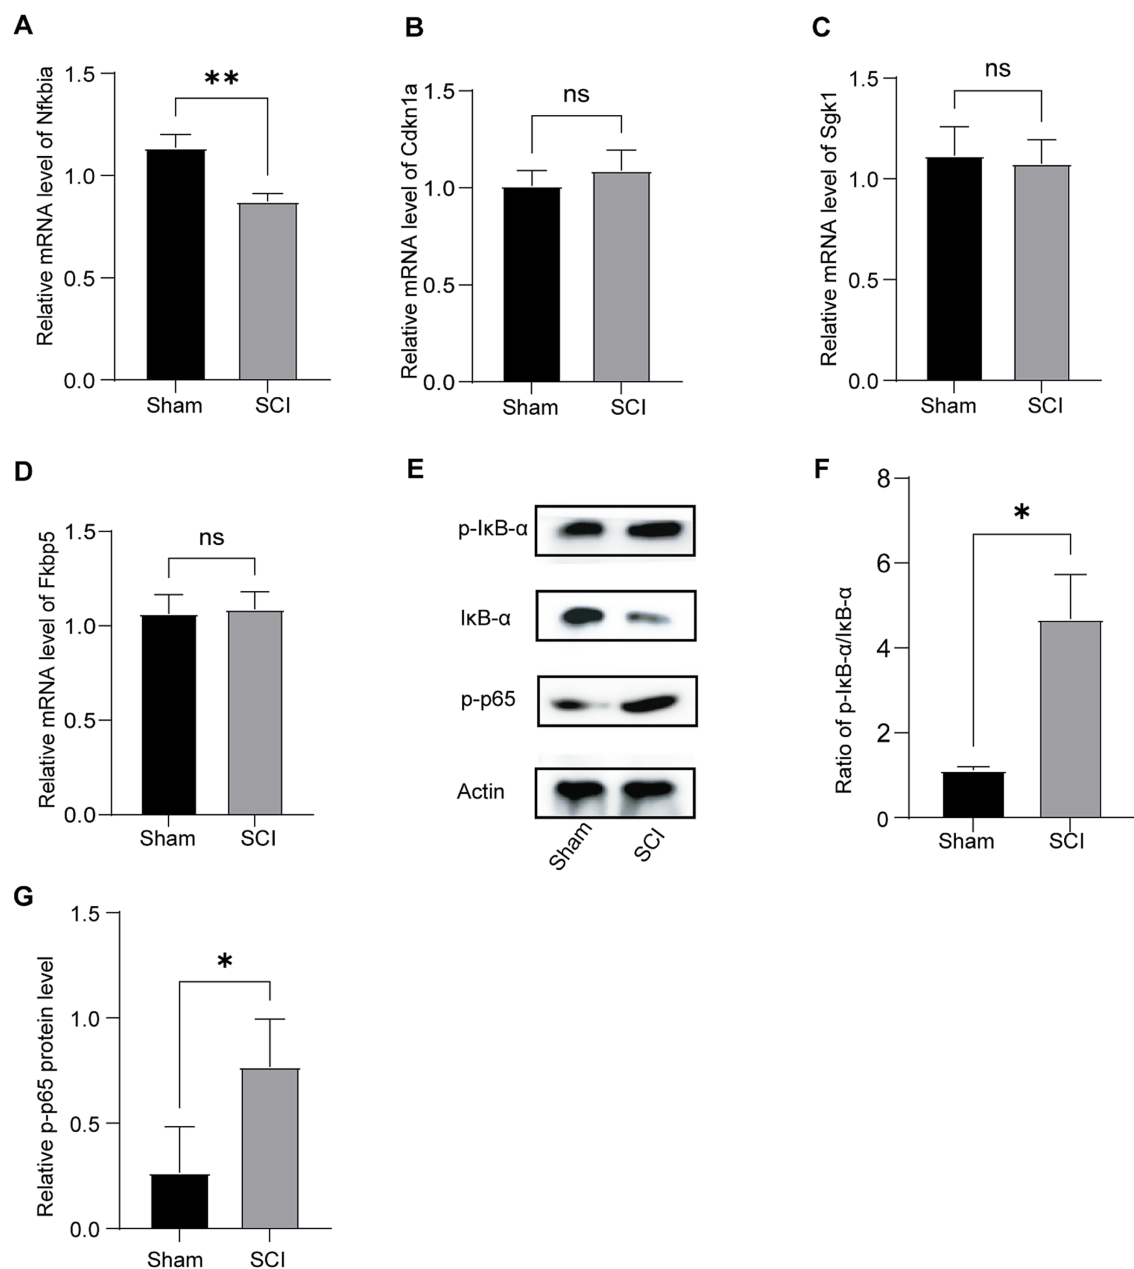 A
Relative mRNA level of Nfkbia
1.5
1.0
0.5
0.0
**
Sham
SCI
B
Relative mRNA level of Cdkn1a
1.5
1.0
0.5
0.0
ns
Sham
SCI
C
Relative mRNA level of Sgk1
1.5
1.0
0.5
0.0
ns
Sham
SCI
D
Relative mRNA level of Fkbp5
1.5
1.0
0.5
0.0
ns
Sham
SCI
E
p-IκB-α
IκB-α
p-p65
Actin
Sham
SCI
F
Ratio of p-IκB-α/IκB-α
8
6
4
2
0
*
Sham
SCI
G
Relative p-p65 protein level
1.5
1.0
0.5
0.0
*
Sham
SCI